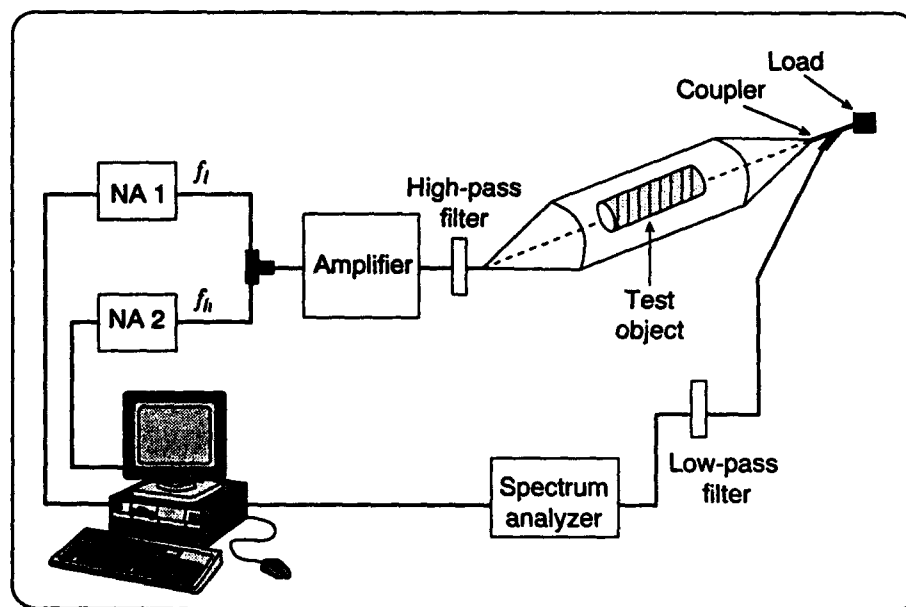 Load
Coupler
NA 1
f_l
High-pass
filter
Amplifier
NA 2
f_h
Test
object
Low-pass
filter
Spectrum
analyzer